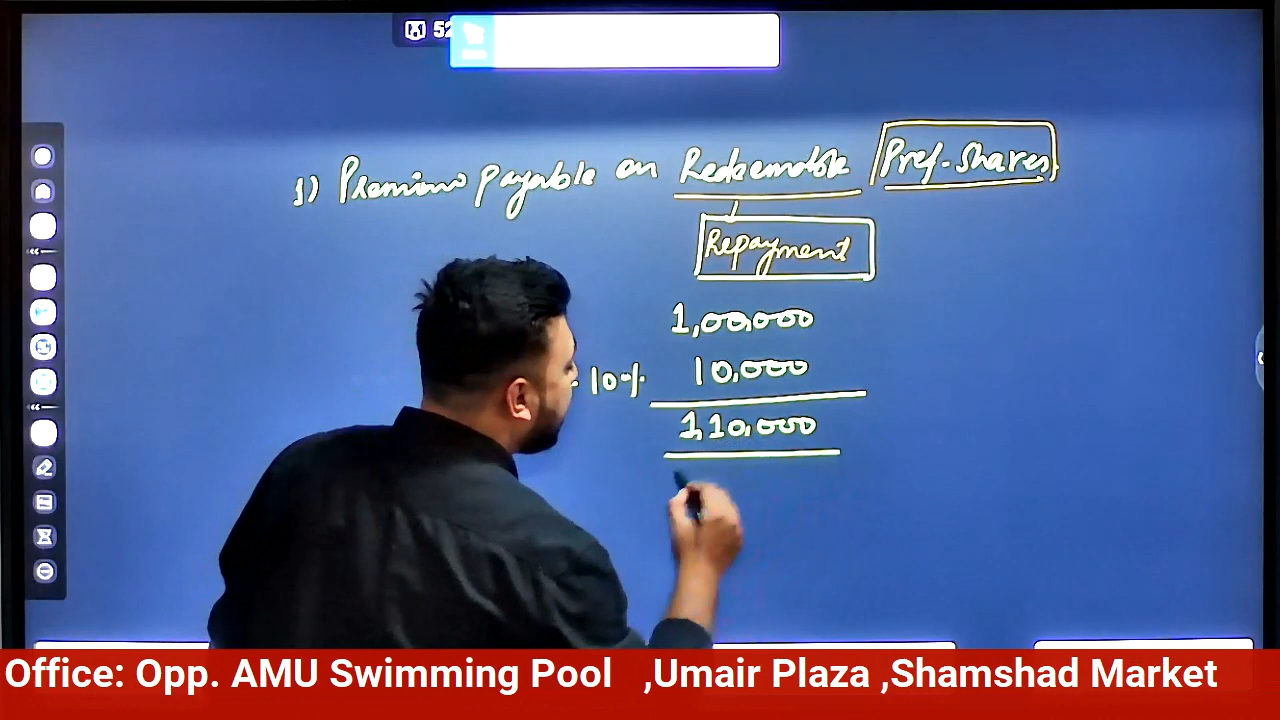 52
1) Premium payable on Redeemable Pref. Shares
Repayment
1,00,000
10% 10,000
1,10,000
Office: Opp. AMU Swimming Pool ,Umair Plaza ,Shamshad Market